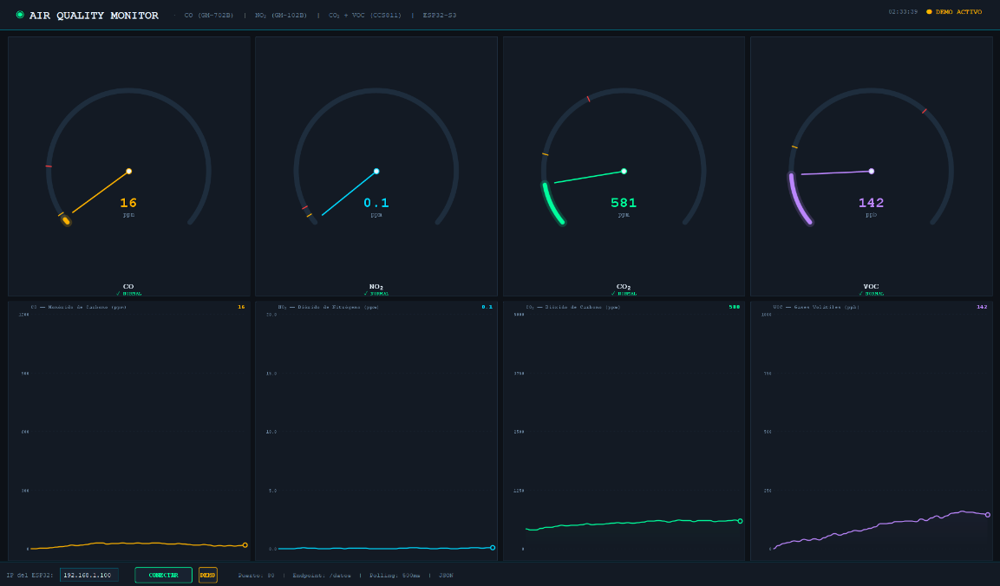 AIR QUALITY MONITOR · CO (GM-702B) | NO₂ (GM-102B) | CO₂ + VOC (CCS811) | ESP32-S3
02:33:39 ● DEMO ACTIVO
16
ppm
CO
✓ NORMAL
0.1
ppm
NO₂
✓ NORMAL
581
ppm
CO₂
✓ NORMAL
142
ppb
VOC
✓ NORMAL
CO — Monóxido de Carbono (ppm) 16
1200
900
600
300
0
NO₂ — Dióxido de Nitrógeno (ppm) 0.1
20.0
15.0
10.0
5.0
0.0
CO₂ — Dióxido de Carbono (ppm) 580
5000
3750
2500
1250
0
VOC — Gases Volátiles (ppb) 142
1000
750
500
250
0
IP del ESP32: 192.168.1.100 CONECTAR DEMO Puerto: 80 | Endpoint: /datos | Polling: 500ms | JSON